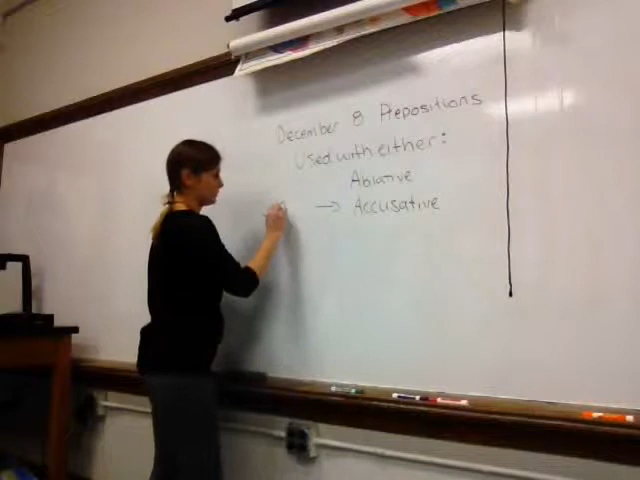 December 8 Prepositions
Used with either:
Ablative
→ Accusative